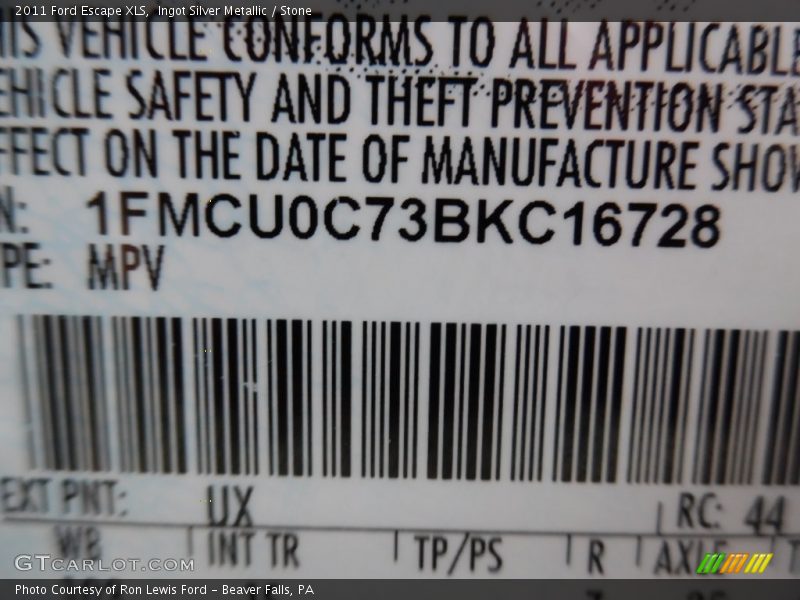 2011 Ford Escape XLS,  Ingot Silver Metallic / Stone
IS VEHICLE CONFORMS TO ALL APPLICABLE
EHICLE SAFETY AND THEFT PREVENTION STA
FFECT ON THE DATE OF MANUFACTURE SHOW
N: 1FMCU0C73BKC16728
PE: MPV
EXT PNT: UX RC: 44
WB INT TR TP/PS R AXLE
GTCARLOT.COM
Photo Courtesy of Ron Lewis Ford – Beaver Falls, PA